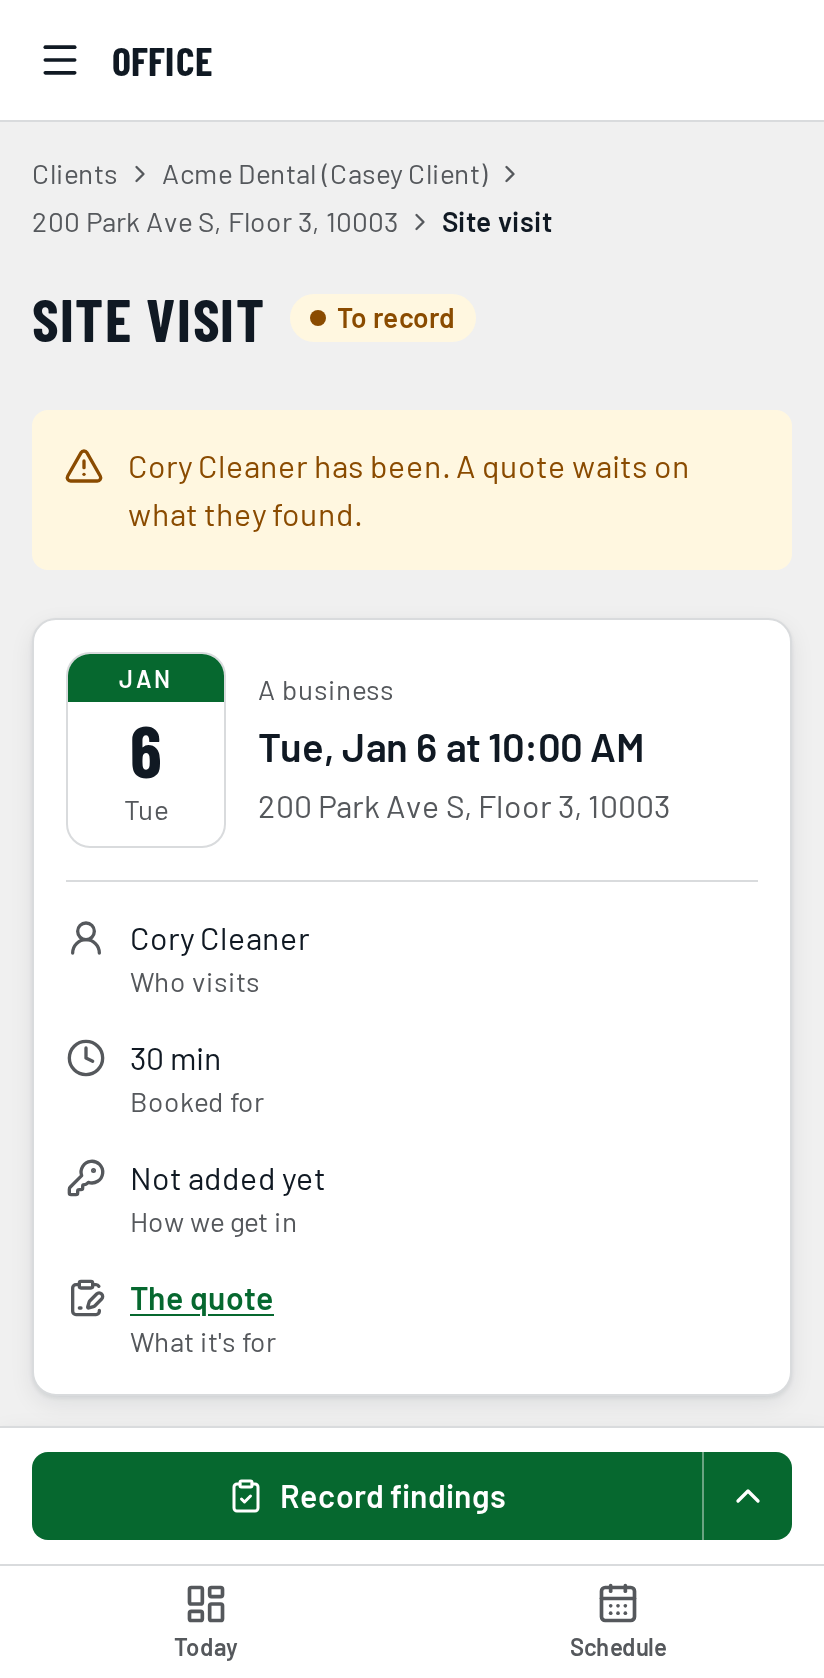 OFFICE
Clients > Acme Dental (Casey Client) >
200 Park Ave S, Floor 3, 10003 > Site visit
SITE VISIT
To record
Cory Cleaner has been. A quote waits on
what they found.
JAN
6
Tue
A business
Tue, Jan 6 at 10:00 AM
200 Park Ave S, Floor 3, 10003
Cory Cleaner
Who visits
30 min
Booked for
Not added yet
How we get in
The quote
What it's for
Record findings
Today
Schedule